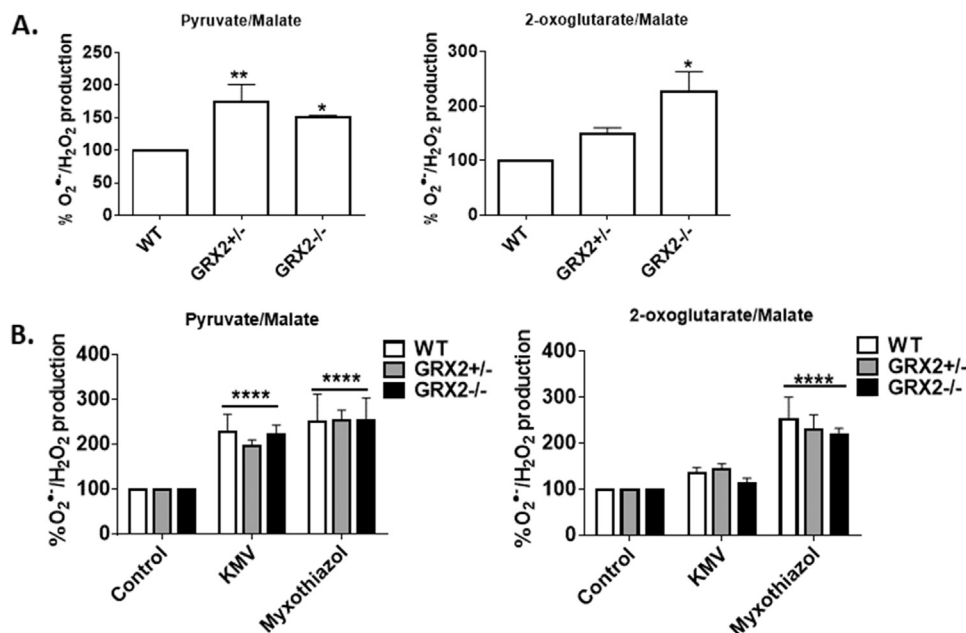 A.
Pyruvate/Malate
% O₂•-/H₂O₂ production
250
200
150
100
50
0
**
*
WT
GRX2+/-
GRX2-/-
2-oxoglutarate/Malate
% O₂•-/H₂O₂ production
300
200
100
0
*
WT
GRX2+/-
GRX2-/-
B.
Pyruvate/Malate
%O₂•-/H₂O₂ production
400
300
200
100
0
****
****
WT
GRX2+/-
GRX2-/-
Control
KMV
Myxothiazol
2-oxoglutarate/Malate
%O₂•-/H₂O₂ production
400
300
200
100
0
****
WT
GRX2+/-
GRX2-/-
Control
KMV
Myxothiazol